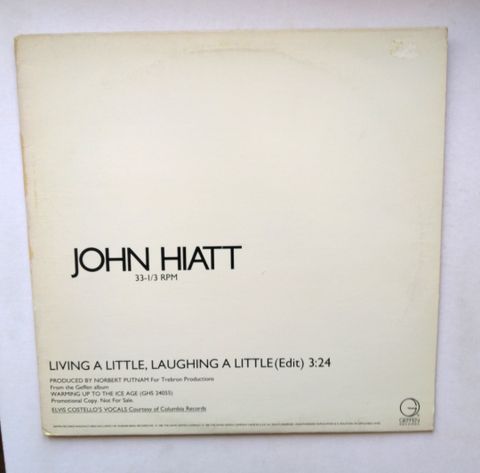 JOHN HIATT
33-1/3 RPM
LIVING A LITTLE, LAUGHING A LITTLE (Edit) 3:24
PRODUCED BY NORBERT PUTNAM For Trebron Productions
From the Geffen album
WARMING UP TO THE ICE AGE (GHS 24055)
Promotional Copy. Not For Sale.
ELVIS COSTELLO'S VOCALS Courtesy of Columbia Records
GEFFEN
RECORDS